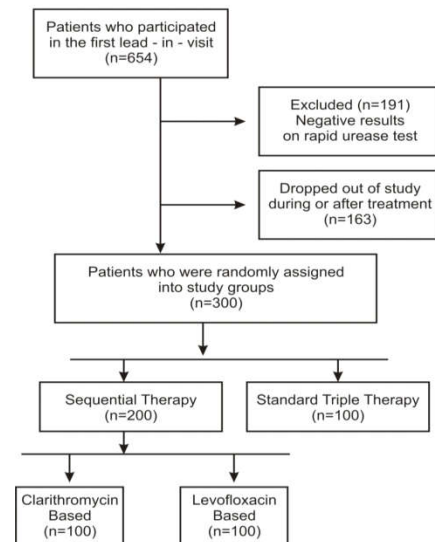 Patients who participated
in the first lead - in - visit
(n=654)
Excluded (n=191)
Negative results
on rapid urease test
Dropped out of study
during or after treatment
(n=163)
Patients who were randomly assigned
into study groups
(n=300)
Sequential Therapy
(n=200)
Standard Triple Therapy
(n=100)
Clarithromycin
Based
(n=100)
Levofloxacin
Based
(n=100)